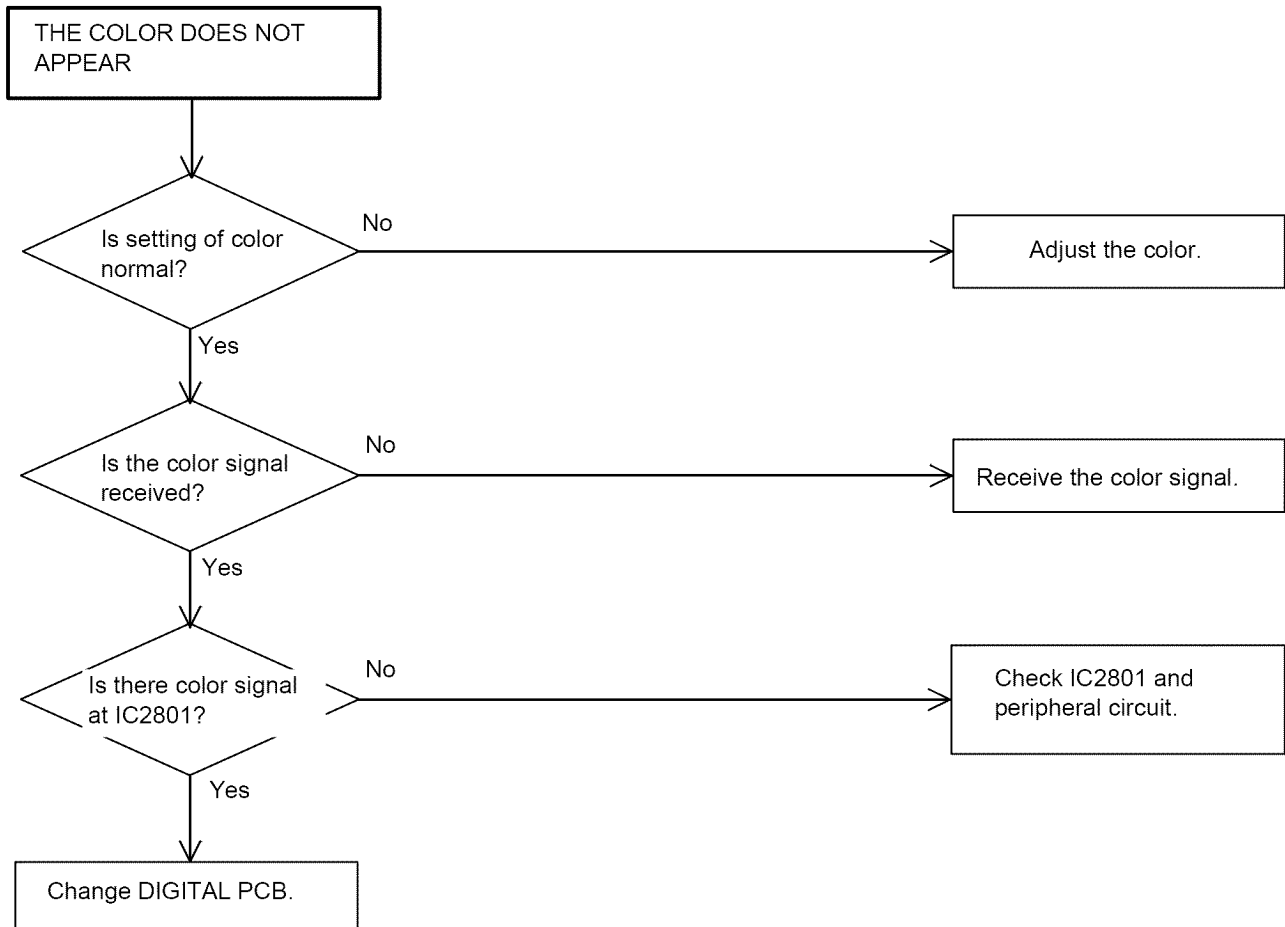 THE COLOR DOES NOT
APPEAR
Is setting of color
normal?
No
Adjust the color.
Yes
Is the color signal
received?
No
Receive the color signal.
Yes
Is there color signal
at IC2801?
No
Check IC2801 and
peripheral circuit.
Yes
Change DIGITAL PCB.